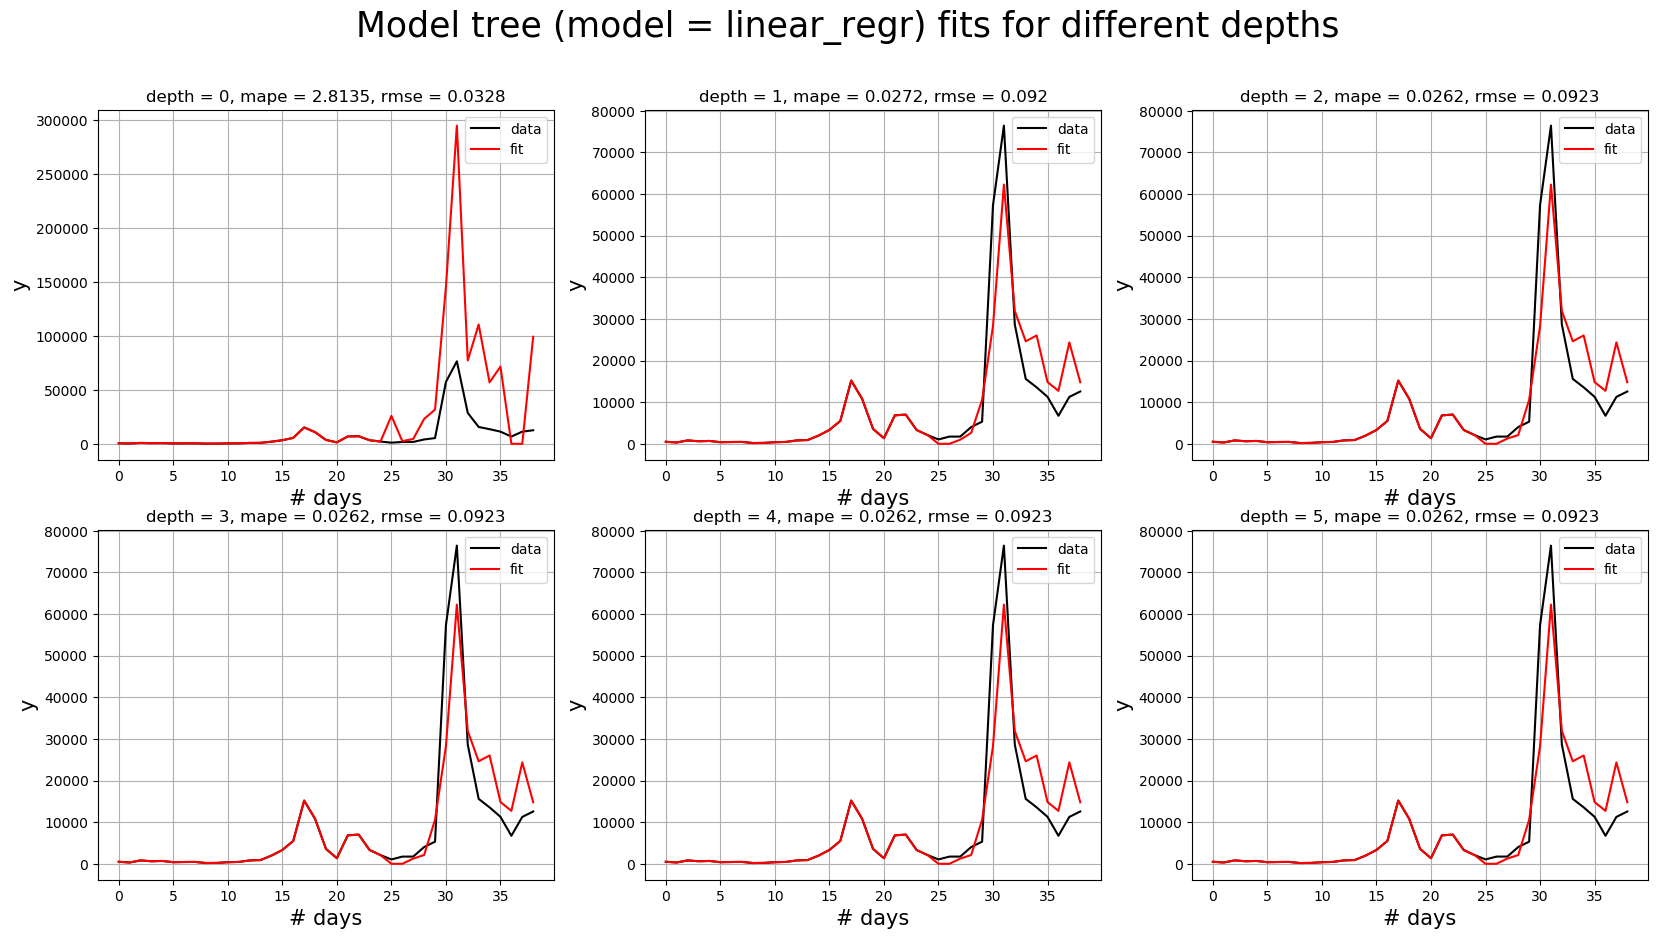 Model tree (model = linear_regr) fits for different depths
depth = 0, mape = 2.8135, rmse = 0.0328
300000
250000
200000
150000
100000
50000
0
y
data
fit
0 5 10 15 20 25 30 35
# days
depth = 1, mape = 0.0272, rmse = 0.092
80000
70000
60000
50000
40000
30000
20000
10000
0
y
data
fit
0 5 10 15 20 25 30 35
# days
depth = 2, mape = 0.0262, rmse = 0.0923
80000
70000
60000
50000
40000
30000
20000
10000
0
y
data
fit
0 5 10 15 20 25 30 35
# days
depth = 3, mape = 0.0262, rmse = 0.0923
80000
70000
60000
50000
40000
30000
20000
10000
0
y
data
fit
0 5 10 15 20 25 30 35
# days
depth = 4, mape = 0.0262, rmse = 0.0923
80000
70000
60000
50000
40000
30000
20000
10000
0
y
data
fit
0 5 10 15 20 25 30 35
# days
depth = 5, mape = 0.0262, rmse = 0.0923
80000
70000
60000
50000
40000
30000
20000
10000
0
y
data
fit
0 5 10 15 20 25 30 35
# days